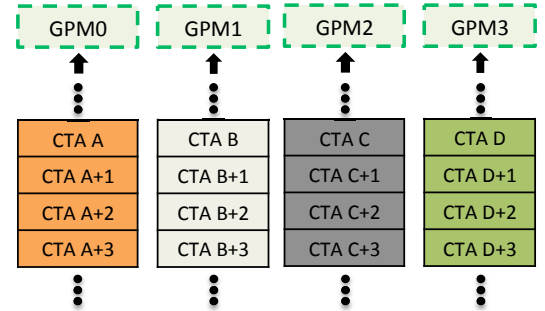 GPM0 GPM1 GPM2 GPM3
CTA A CTA B CTA C CTA D
CTA A+1 CTA B+1 CTA C+1 CTA D+1
CTA A+2 CTA B+2 CTA C+2 CTA D+2
CTA A+3 CTA B+3 CTA C+3 CTA D+3